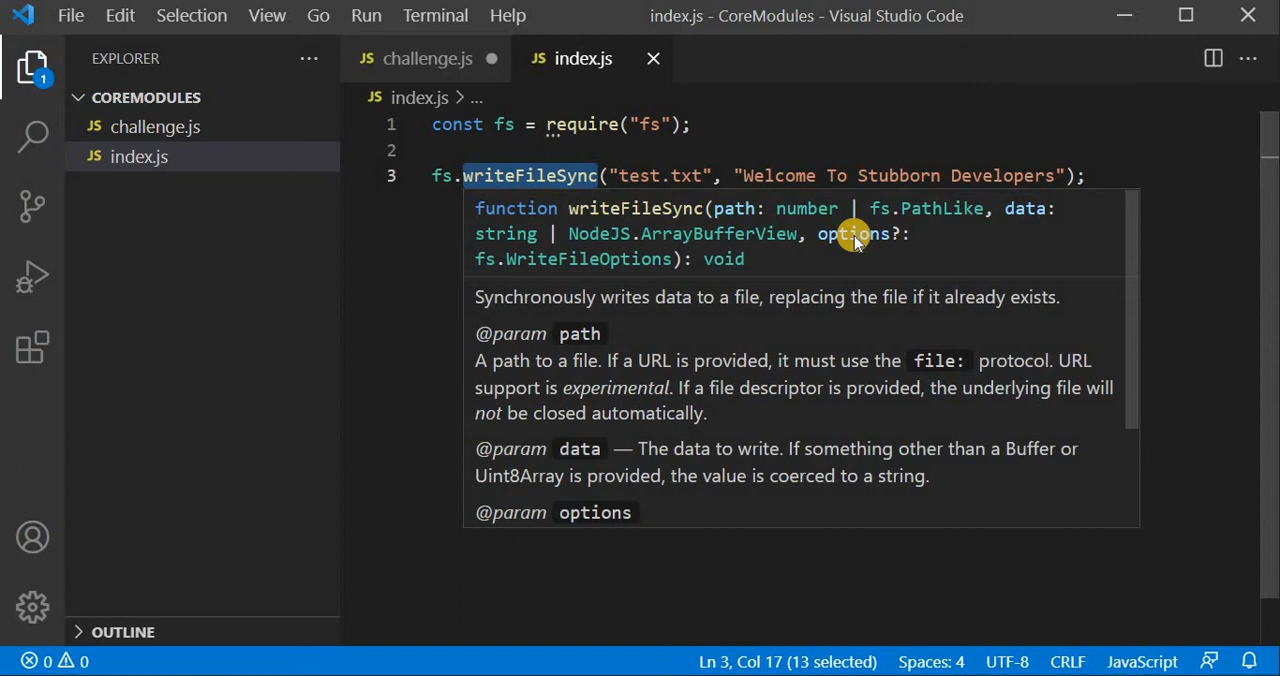 File Edit Selection View Go Run Terminal Help index.js - CoreModules - Visual Studio Code
EXPLORER
COREMODULES
JS challenge.js
JS index.js
OUTLINE
JS challenge.js JS index.js
JS index.js > ...
1 const fs = require("fs");
2
3 fs.writeFileSync("test.txt", "Welcome To Stubborn Developers");
function writeFileSync(path: number | fs.PathLike, data:
string | NodeJS.ArrayBufferView, options?:
fs.WriteFileOptions): void
Synchronously writes data to a file, replacing the file if it already exists.
@param path
A path to a file. If a URL is provided, it must use the file: protocol. URL
support is experimental. If a file descriptor is provided, the underlying file will
not be closed automatically.
@param data — The data to write. If something other than a Buffer or
Uint8Array is provided, the value is coerced to a string.
@param options
1
0 0 Ln 3, Col 17 (13 selected) Spaces: 4 UTF-8 CRLF JavaScript